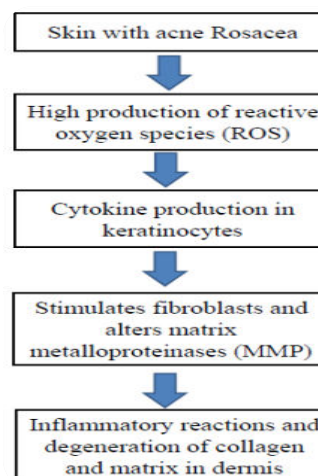 Skin with acne Rosacea
High production of reactive
oxygen species (ROS)
Cytokine production in
keratinocytes
Stimulates fibroblasts and
alters matrix
metalloproteinases (MMP)
Inflammatory reactions and
degeneration of collagen
and matrix in dermis